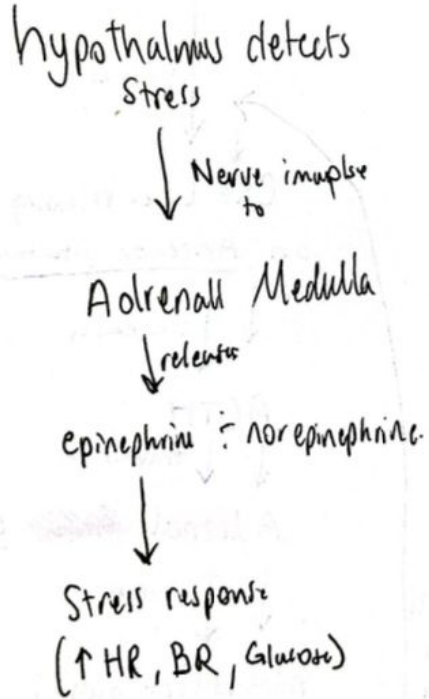 hypothalmus detects
Stress
Nerve imuplse
to
Adrenall Medulla
releases
epinephrine ÷ norepinephrine.
Stress response
(↑ HR, BR, Glucose)